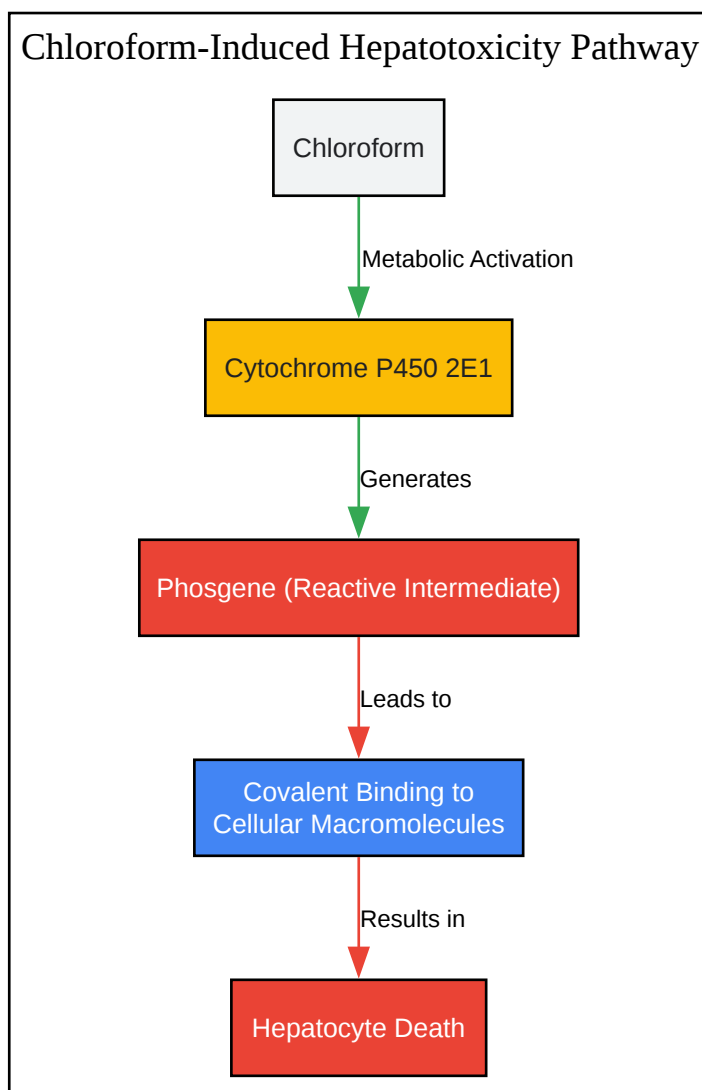 Chloroform-Induced Hepatotoxicity Pathway
Chloroform
Metabolic Activation
Cytochrome P450 2E1
Generates
Phosgene (Reactive Intermediate)
Leads to
Covalent Binding to
Cellular Macromolecules
Results in
Hepatocyte Death